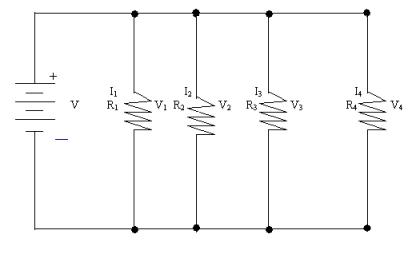 +
I1 I2 I3 I4
V R1 V1 R2 V2 R3 V3 R4 V4
—